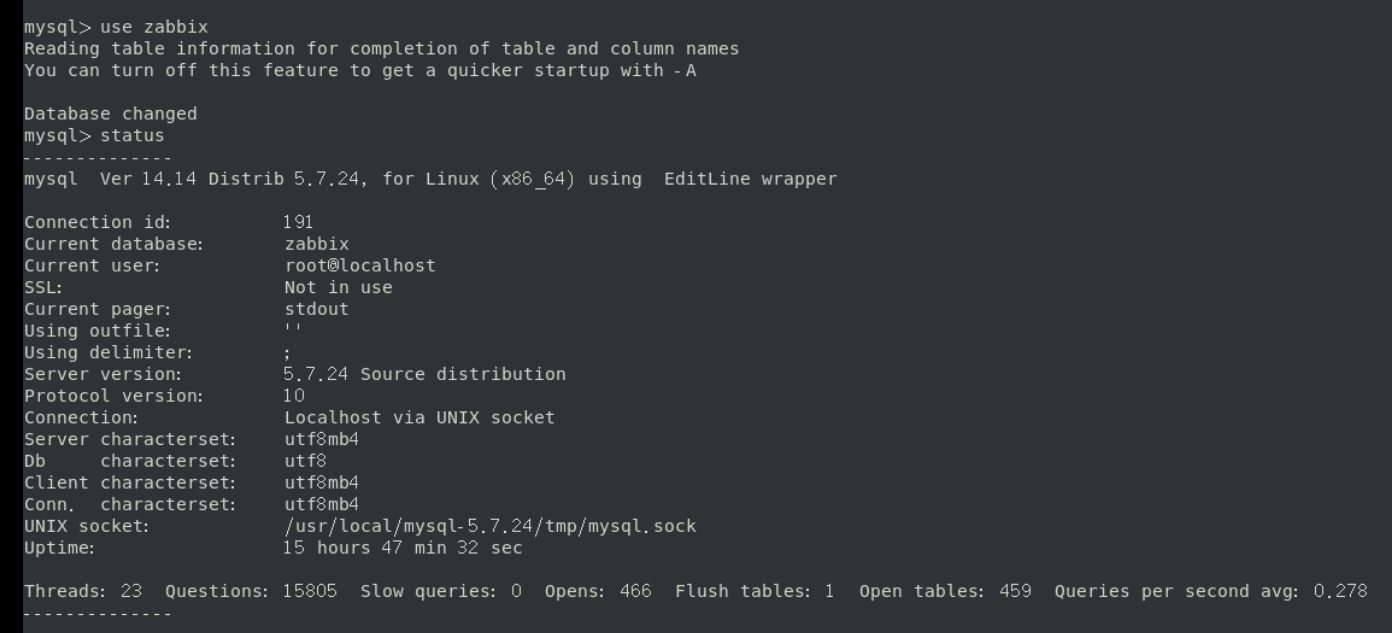 mysql> use zabbix
Reading table information for completion of table and column names
You can turn off this feature to get a quicker startup with -A
Database changed
mysql> status
--------------
mysql  Ver 14.14 Distrib 5.7.24, for Linux (x86_64) using  EditLine wrapper
Connection id:          191
Current database:       zabbix
Current user:           root@localhost
SSL:                    Not in use
Current pager:          stdout
Using outfile:          ''
Using delimiter:        ;
Server version:         5.7.24 Source distribution
Protocol version:       10
Connection:             Localhost via UNIX socket
Server characterset:    utf8mb4
Db     characterset:    utf8
Client characterset:    utf8mb4
Conn.  characterset:    utf8mb4
UNIX socket:            /usr/local/mysql-5.7.24/tmp/mysql.sock
Uptime:                 15 hours 47 min 32 sec
Threads: 23  Questions: 15805  Slow queries: 0  Opens: 466  Flush tables: 1  Open tables: 459  Queries per second avg: 0.278
--------------